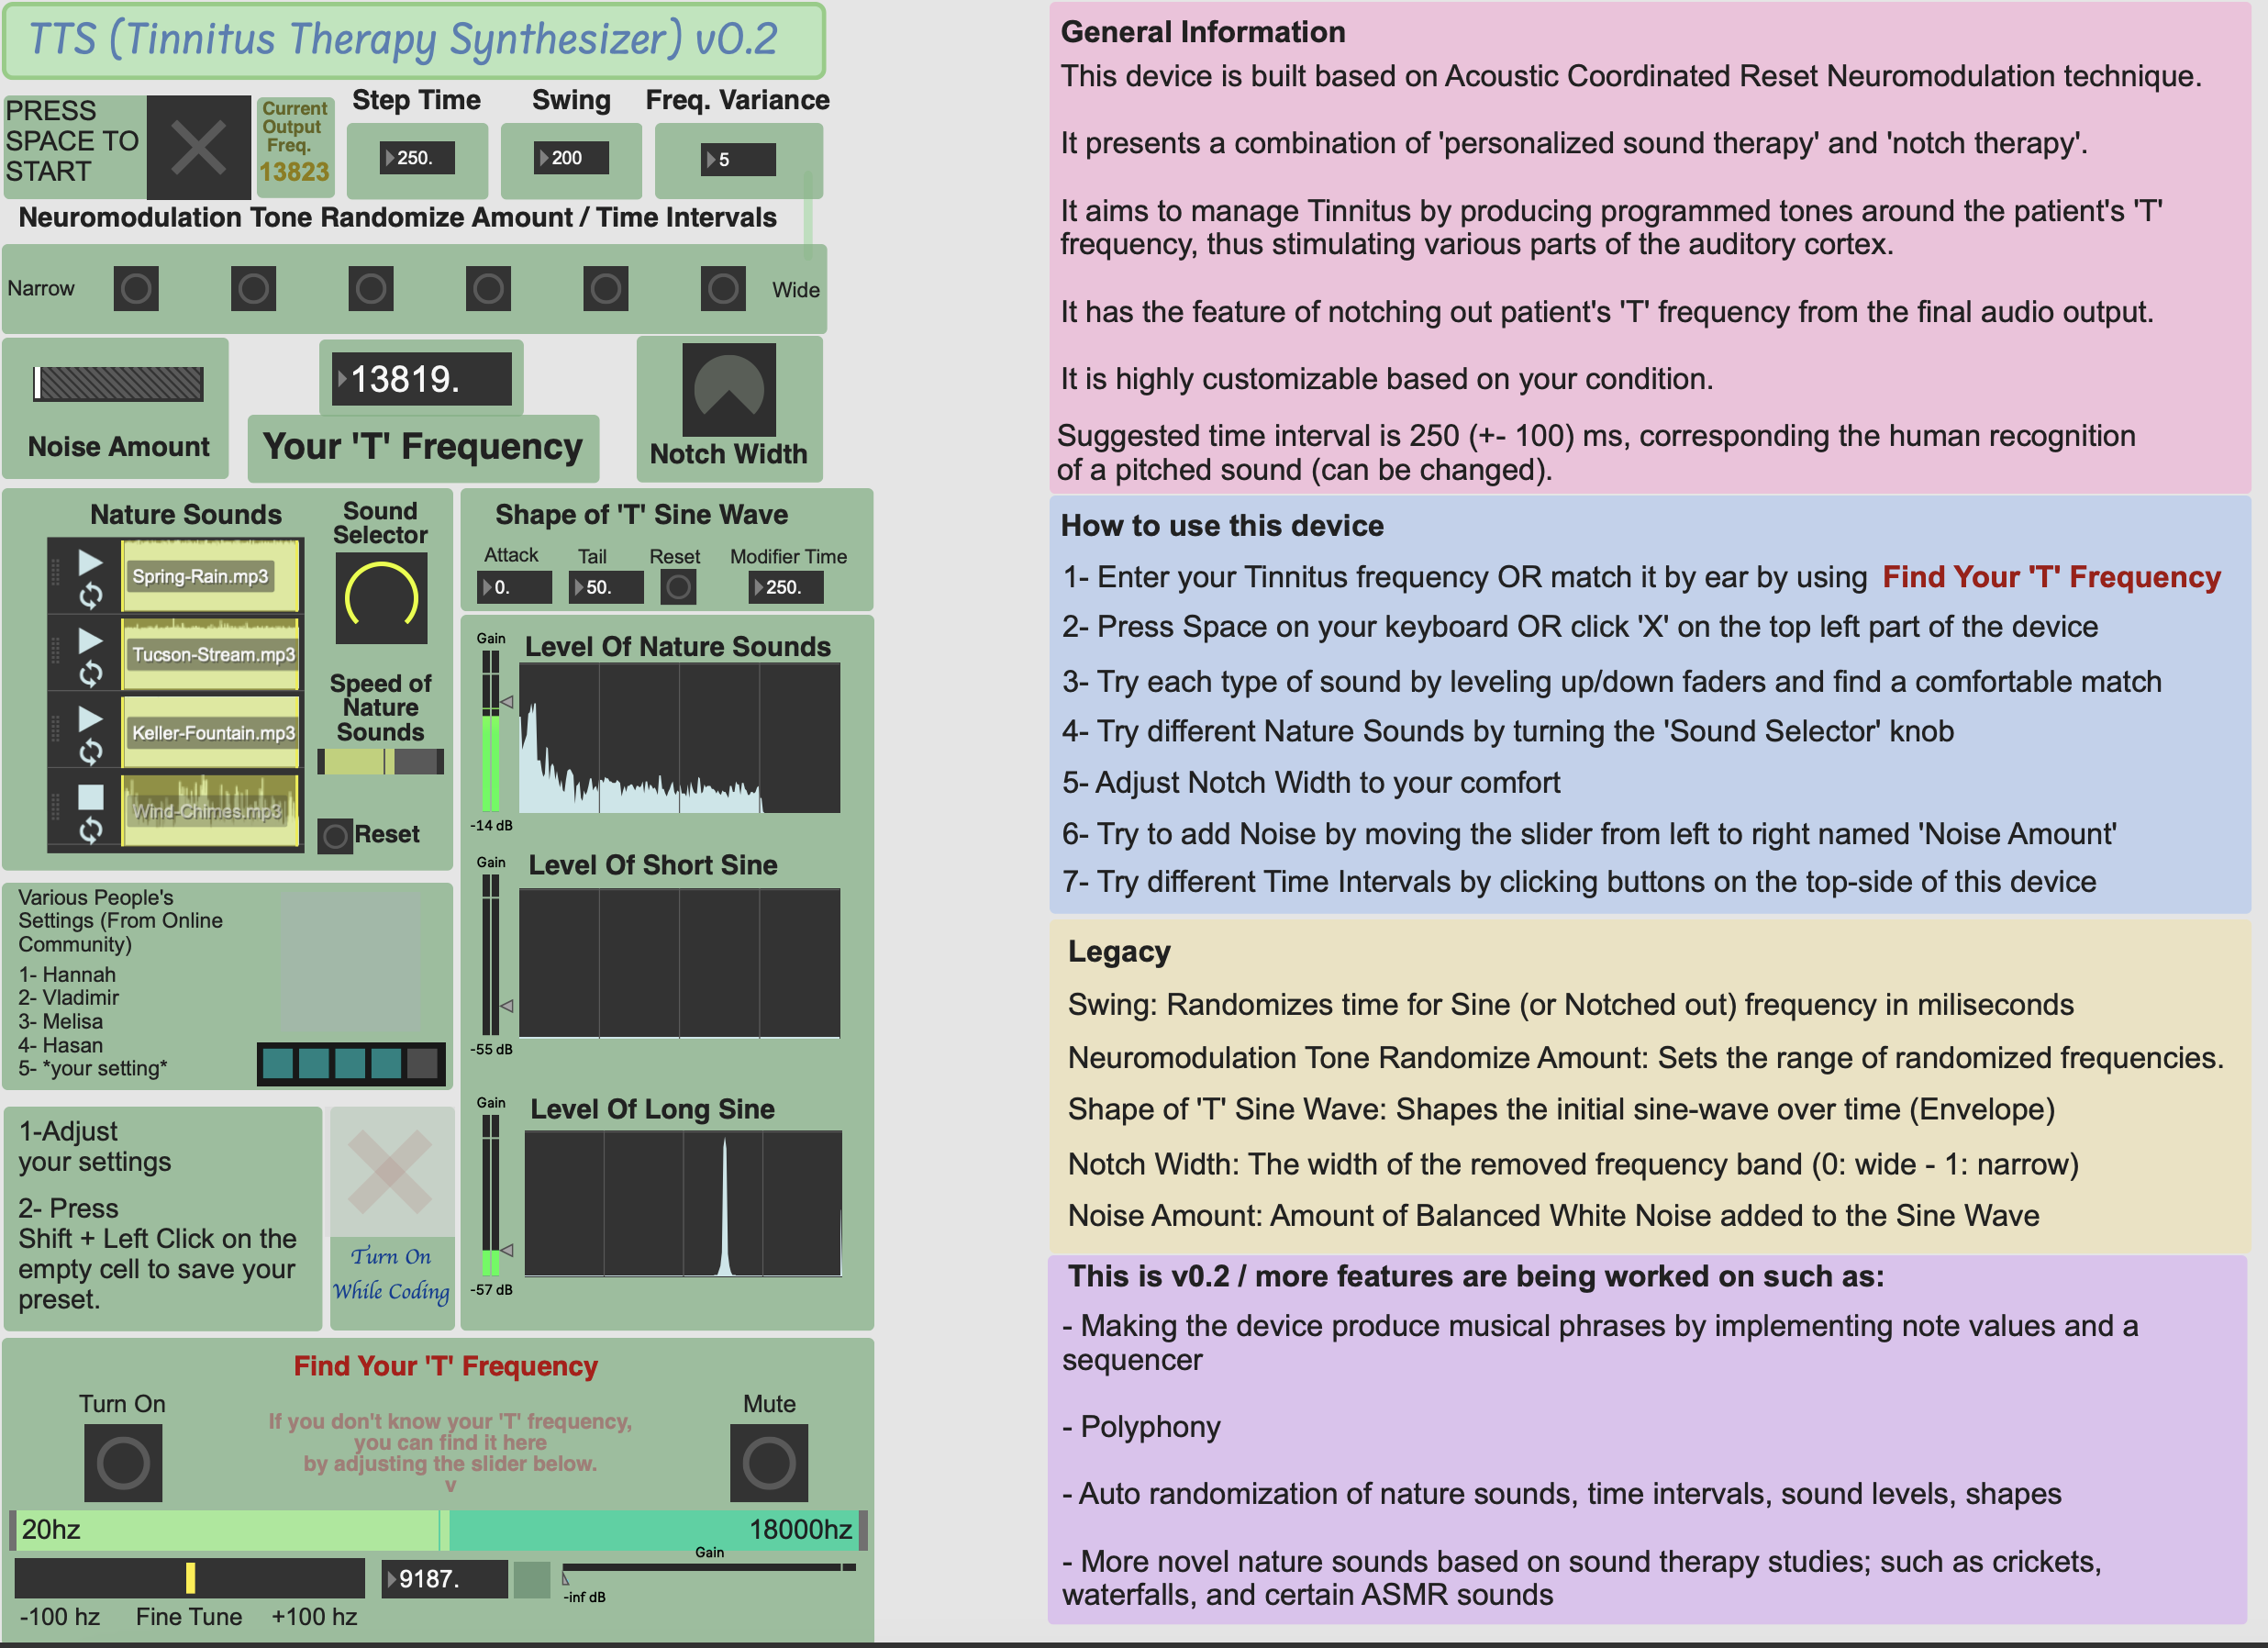 TTS (Tinnitus Therapy Synthesizer) v0.2
PRESS
SPACE TO
START
Current
Output
Freq.
13823
Step Time
250.
Swing
200
Freq. Variance
5
Neuromodulation Tone Randomize Amount / Time Intervals
Narrow
Wide
Noise Amount
13819.
Your 'T' Frequency
Notch Width
Nature Sounds
Spring-Rain.mp3
Tucson-Stream.mp3
Keller-Fountain.mp3
Wind-Chimes.mp3
Sound
Selector
Speed of
Nature
Sounds
Reset
Shape of 'T' Sine Wave
Attack
Tail
Reset
Modifier Time
0.
50.
250.
Gain
Level Of Nature Sounds
-14 dB
Gain
Level Of Short Sine
-55 dB
Gain
Level Of Long Sine
-57 dB
Various People's
Settings (From Online
Community)
1- Hannah
2- Vladimir
3- Melisa
4- Hasan
5- *your setting*
1-Adjust
your settings
2- Press
Shift + Left Click on the
empty cell to save your
preset.
Turn On
While Coding
Find Your 'T' Frequency
Turn On
If you don't know your 'T' frequency,
you can find it here
by adjusting the slider below.
v
Mute
20hz
18000hz
9187.
Gain
-inf dB
-100 hz
Fine Tune
+100 hz
General Information
This device is built based on Acoustic Coordinated Reset Neuromodulation technique.
It presents a combination of 'personalized sound therapy' and 'notch therapy'.
It aims to manage Tinnitus by producing programmed tones around the patient's 'T'
frequency, thus stimulating various parts of the auditory cortex.
It has the feature of notching out patient's 'T' frequency from the final audio output.
It is highly customizable based on your condition.
Suggested time interval is 250 (+- 100) ms, corresponding the human recognition
of a pitched sound (can be changed).
How to use this device
1- Enter your Tinnitus frequency OR match it by ear by using Find Your 'T' Frequency
2- Press Space on your keyboard OR click 'X' on the top left part of the device
3- Try each type of sound by leveling up/down faders and find a comfortable match
4- Try different Nature Sounds by turning the 'Sound Selector' knob
5- Adjust Notch Width to your comfort
6- Try to add Noise by moving the slider from left to right named 'Noise Amount'
7- Try different Time Intervals by clicking buttons on the top-side of this device
Legacy
Swing: Randomizes time for Sine (or Notched out) frequency in miliseconds
Neuromodulation Tone Randomize Amount: Sets the range of randomized frequencies.
Shape of 'T' Sine Wave: Shapes the initial sine-wave over time (Envelope)
Notch Width: The width of the removed frequency band (0: wide - 1: narrow)
Noise Amount: Amount of Balanced White Noise added to the Sine Wave
This is v0.2 / more features are being worked on such as:
- Making the device produce musical phrases by implementing note values and a
sequencer
- Polyphony
- Auto randomization of nature sounds, time intervals, sound levels, shapes
- More novel nature sounds based on sound therapy studies; such as crickets,
waterfalls, and certain ASMR sounds